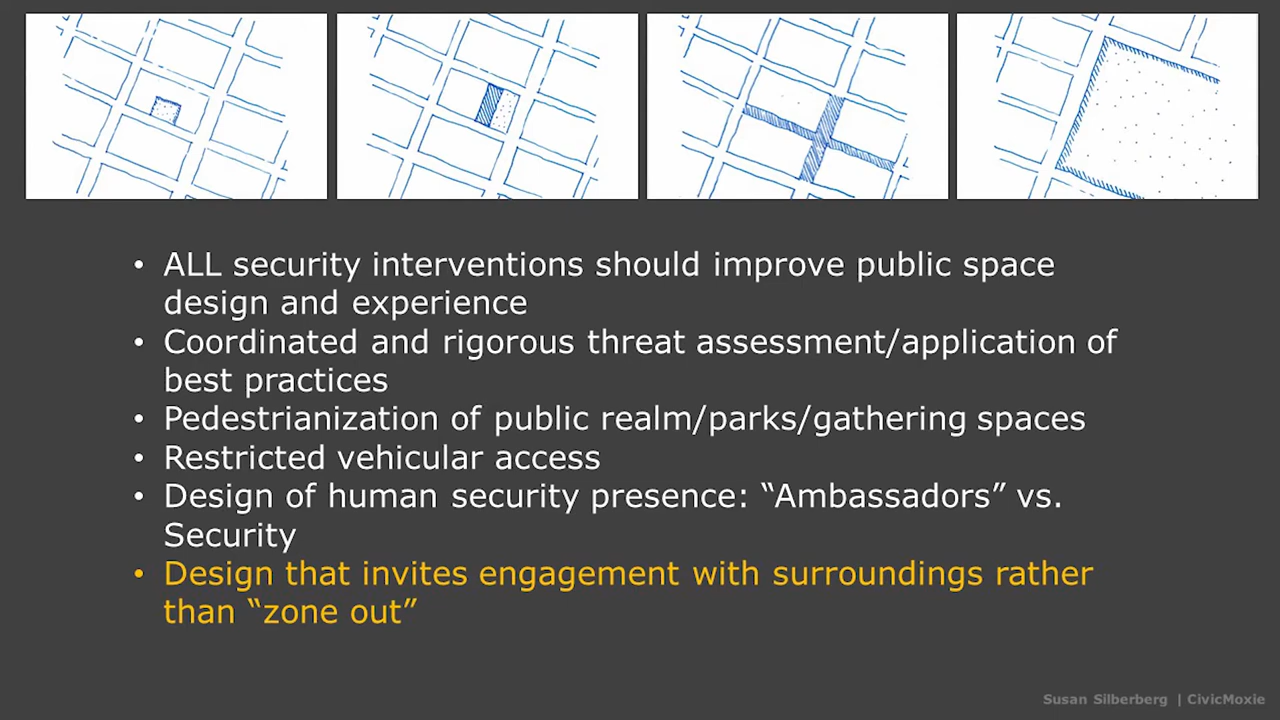 • ALL security interventions should improve public space
design and experience
• Coordinated and rigorous threat assessment/application of
best practices
• Pedestrianization of public realm/parks/gathering spaces
• Restricted vehicular access
• Design of human security presence: “Ambassadors” vs.
Security
• Design that invites engagement with surroundings rather
than “zone out”
Susan Silberberg | CivicMoxie